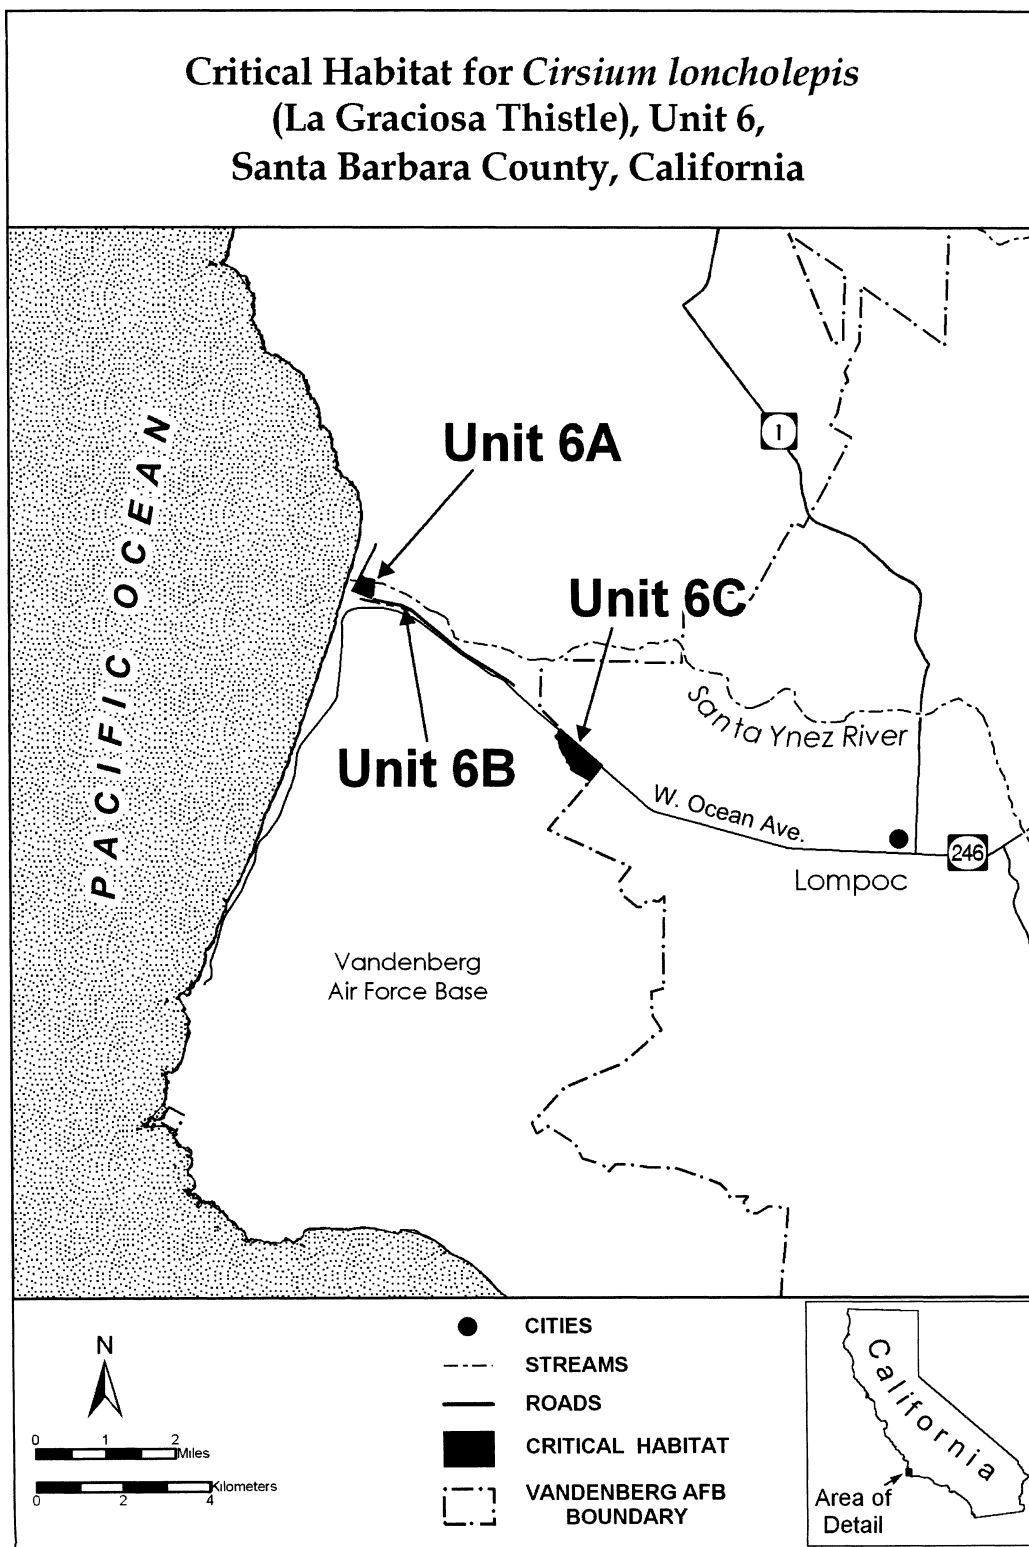 Critical Habitat for Cirsium loncholepis
(La Graciosa Thistle), Unit 6,
Santa Barbara County, California
PACIFIC OCEAN
Unit 6A
1
Unit 6C
Santa Ynez River
Unit 6B
W. Ocean Ave.
246
Lompoc
Vandenberg
Air Force Base
N
0 1 2
Miles
Kilometers
0 2 4
CITIES
STREAMS
ROADS
CRITICAL HABITAT
VANDENBERG AFB
BOUNDARY
California
Area of
Detail